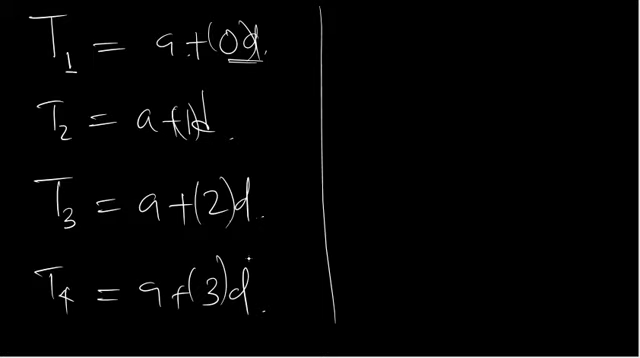 T₁ = a + (0)d.
T₂ = a + (1)d.
T₃ = a + (2)d.
T₄ = a + (3)d.